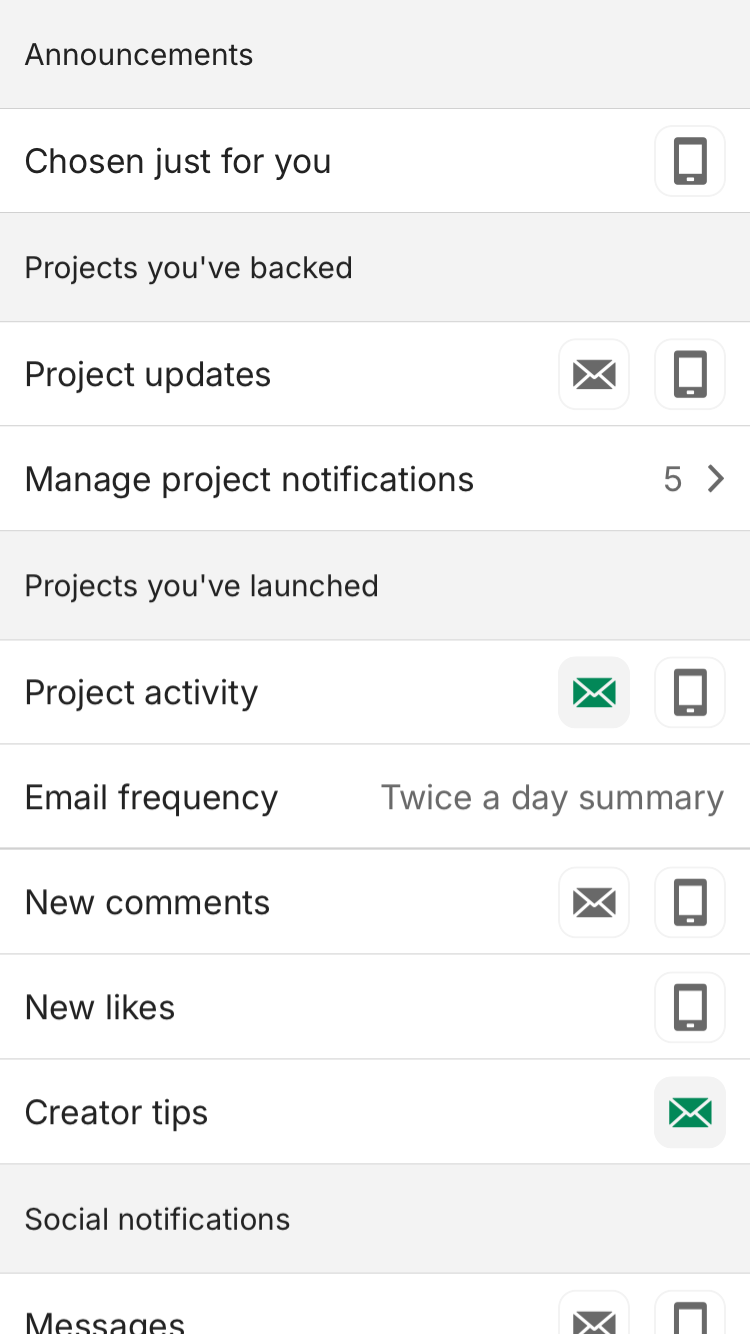 Announcements
Chosen just for you
Projects you've backed
Project updates
Manage project notifications 5
Projects you've launched
Project activity
Email frequency Twice a day summary
New comments
New likes
Creator tips
Social notifications
Messages